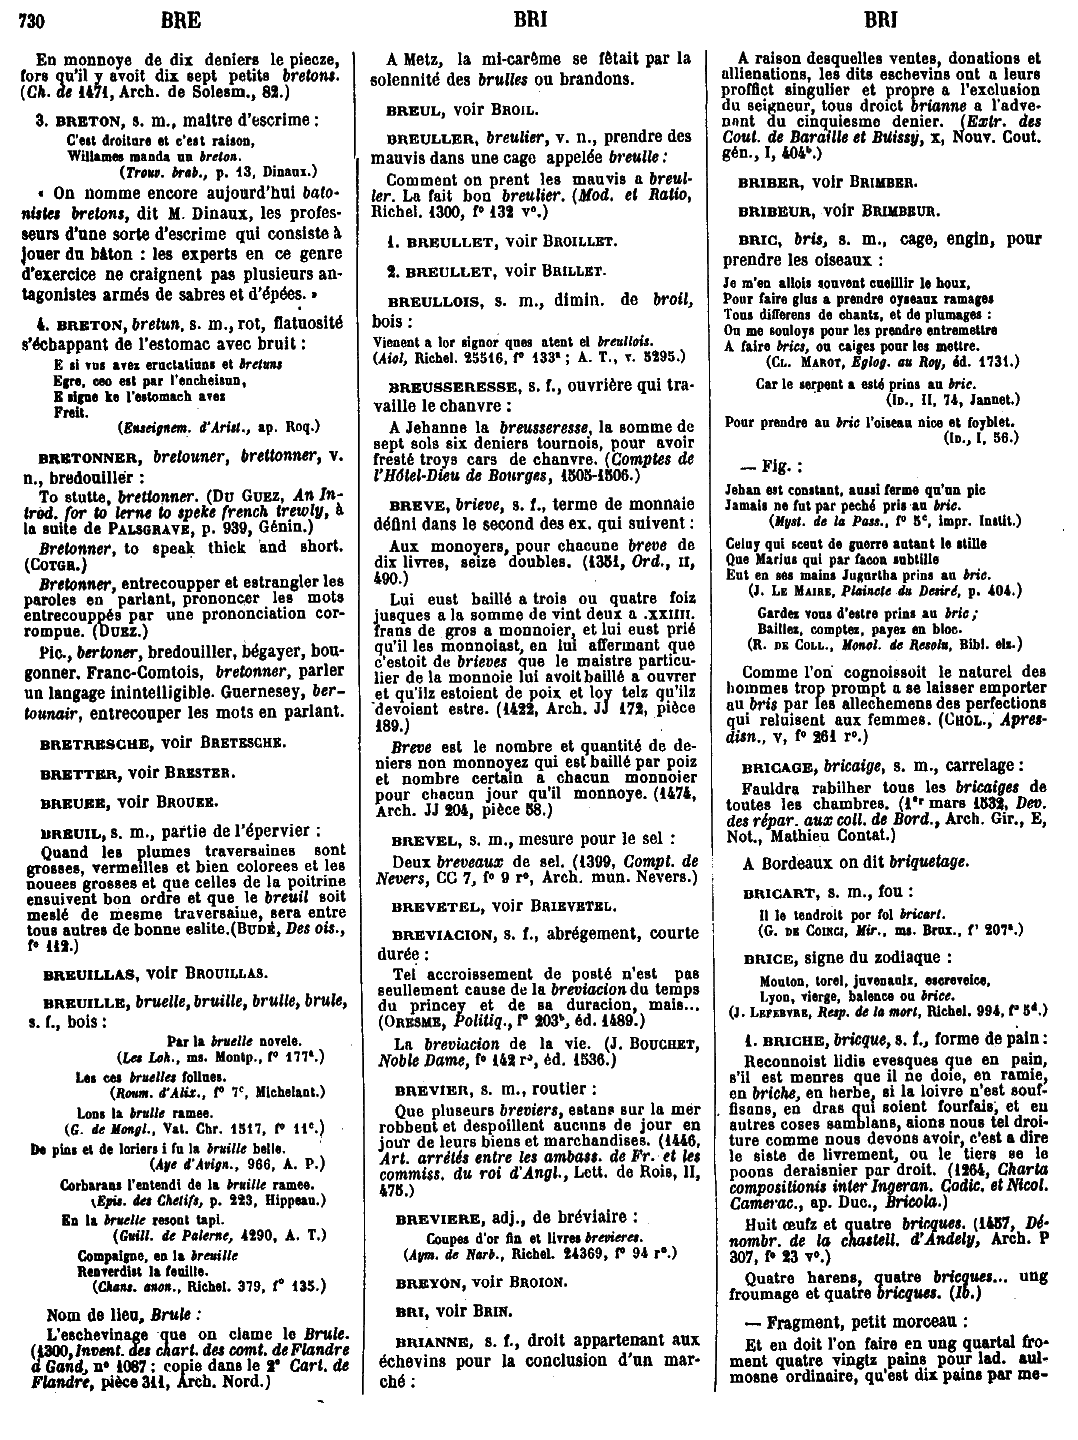 730 BRE BRI BRI
En monnoye de dix deniers le piecze,
fors qu'il y avoit dix sept petits bretons.
(Ch. de 1471, Arch. de Solesm., 82.)
3. BRETON, s. m., maître d'escrime :
C'est droiture et c'est raison,
Willames manda un breton.
(Trouv. brab., p. 13, Dinaux.)
« On nomme encore aujourd'hui bato-
nistes bretons, dit M. Dinaux, les profes-
seurs d'une sorte d'escrime qui consiste à
jouer du bâton : les experts en ce genre
d'exercice ne craignent pas plusieurs an-
tagonistes armés de sabres et d'épées. »
4. BRETON, bretun, s. m., rot, flatuosité
s'échappant de l'estomac avec bruit :
E si vus avez eructatiuns et bretuns
Egre, ceo est par l'encheisun,
E signe ke l'estomach avez
Freit.
(Enseignem. d'Arist., ap. Roq.)
BRETONNER, bretouner, brettonner, v.
n., bredouiller :
To stutte, brettonner. (DU GUEZ, An In-
trod. for to lerne to speke french trewly, à
la suite de PALSGRAVE, p. 939, Génin.)
Bretonner, to speak thick and short.
(COTGR.)
Bretonner, entrecoupper et estrangler les
paroles en parlant, prononcer les mots
entrecouppés par une prononciation cor-
rompue. (DUEZ.)
Pic., bertoner, bredouiller, bégayer, bou-
gonner. Franc-Comtois, bretonner, parler
un langage inintelligible. Guernesey, ber-
tounair, entrecouper les mots en parlant.
BRETRESCHE, voir BRETESCHE.
BRETTER, voir BRESTER.
BREUEE, voir BROUEE.
BREUIL, s. m., partie de l'épervier :
Quand les plumes traversaines sont
grosses, vermeilles et bien colorees et les
nouees grosses et que celles de la poitrine
ensuivent bon ordre et que le breuil soit
meslé de mesme traversaiue, sera entre
tous autres de bonne eslite. (BUDÉ, Des ois.,
f° 112.)
BREUILLAS, voir BROUILLAS.
BREUILLE, bruelle, bruille, brulle, brule,
s. f., bois :
Par la bruelle novele.
(Les Loh., ms. Montp., f° 177ª.)
Les ces bruelles follues.
(Roum. d'Alix., f° 7ᶜ, Michelant.)
Lons la brulle ramee.
(G. de Mongl., Vat. Chr. 1517, f° 11ᶜ.)
De pins et de loriers i fu la bruille belle.
(Aye d'Avign., 966, A. P.)
Corbarans l'entendi de la bruille ramee.
(Epis. des Chetifs, p. 223, Hippeau.)
En la bruelle resont tapi.
(Guill. de Palerne, 4290, A. T.)
Compaigne, en la breuille
Renverdist la feuille.
(Chans. anon., Richel. 379, f° 135.)
Nom de lieu, Brule :
L'eschevinage que on clame le Brule.
(1300, Invent. des chart. des comt. de Flandre
à Gand, n° 1087 ; copie dans le 2ᵉ Cart. de
Flandre, pièce 311, Arch. Nord.)
A Metz, la mi-carême se fêtait par la
solennité des brulles ou brandons.
BREUL, voir BROIL.
BREULLER, breulier, v. n., prendre des
mauvis dans une cage appelée breulle :
Comment on prent les mauvis a breul-
ler. La fait bon breulier. (Mod. et Ratio,
Richel. 1300, f° 132 v°.)
1. BREULLET, voir BROILLET.
2. BREULLET, voir BRILLET.
BREULLOIS, s. m., dimin. de broil,
bois :
Vienent a lor signor ques atent el breullois.
(Aiol, Richel. 25516, f° 133ª ; A. T., v. 5295.)
BREUSSERESSE, s. f., ouvrière qui tra-
vaille le chanvre :
A Jehanne la breusseresse, la somme de
sept sols six deniers tournois, pour avoir
fresté troys cars de chanvre. (Comptes de
l'Hôtel-Dieu de Bourges, 1505-1506.)
BREVE, brieve, s. f., terme de monnaie
défini dans le second des ex. qui suivent :
Aux monoyers, pour chacune breve de
dix livres, seize doubles. (1351, Ord., II,
490.)
Lui eust baillé a trois ou quatre foiz
jusques a la somme de vint deux a .XXIIII.
frans de gros a monnoier, et lui eust prié
qu'il les monnoiast, en lui affermant que
c'estoit de brieves que le maistre particu-
lier de la monnoie lui avoit baillé a ouvrer
et qu'ilz estoient de poix et loy telz qu'ilz
devoient estre. (1422, Arch. JJ 172, pièce
189.)
Breve est le nombre et quantité de de-
niers non monnoyez qui est baillé par poiz
et nombre certain a chacun monnoier
pour chacun jour qu'il monnoye. (1474,
Arch. JJ 204, pièce 58.)
BREVEL, s. m., mesure pour le sel :
Deux breveaux de sel. (1399, Compt. de
Nevers, CC 7, f° 9 r°, Arch. mun. Nevers.)
BREVETEL, voir BRIEVETEL.
BREVIACION, s. f., abrégement, courte
durée :
Tel accroissement de posté n'est pas
seullement cause de la breviacion du temps
du princey et de sa duracion, mais...
(ORESME, Politiq., f° 203ᵇ, éd. 1489.)
La breviacion de la vie. (J. BOUCHET,
Noble Dame, f° 142 r°, éd. 1536.)
BREVIER, s. m., routier :
Que pluseurs breviers, estans sur la mer
robbent et despoillent aucuns de jour en
jour de leurs biens et marchandises. (1446,
Art. arrêtés entre les ambass. de Fr. et les
commiss. du roi d'Angl., Lett. de Rois, II,
475.)
BREVIERE, adj., de bréviaire :
Coupes d'or fin et livres brevieres.
(Aym. de Narb., Richel. 24369, f° 94 r°.)
BREYON, voir BROION.
BRI, voir BRIN.
BRIANNE, s. f., droit appartenant aux
échevins pour la conclusion d'un mar-
ché :
A raison desquelles ventes, donations et
allienations, les dits eschevins ont a leurs
proffict singulier et propre a l'exclusion
du seigneur, tous droict brianne a l'adve-
nant du cinquiesme denier. (Extr. des
Cout. de Baralle et Buissy, x, Nouv. Cout.
gén., I, 404ᵇ.)
BRIBER, voir BRIMBER.
BRIBEUR, voir BRIMBEUR.
BRIC, bris, s. m., cage, engin, pour
prendre les oiseaux :
Je m'en allois souvent cueillir le houx,
Pour faire glus a prendre oyseaux ramages
Tous differens de chants, et de plumages :
Ou me souloys pour les prendre entremettre
A faire brics, ou caiges pour les mettre.
(CL. MAROT, Eglog. au Roy, éd. 1731.)
Car le serpent a esté prins au bric.
(ID., II, 74, Jannet.)
Pour prendre au bric l'oiseau nice et foyblet.
(ID., I, 56.)
— Fig. :
Jehan est constant, aussi ferme qu'un pic
Jamais ne fut par peché pris au bric.
(Myst. de la Pass., f° 5ᶜ, impr. Instit.)
Celuy qui sceut de guerre autant le stille
Que Marius qui par facon subtille
Eut en ses mains Jugurtha prins au bric.
(J. LE MAIRE, Plaincte du Desiré, p. 404.)
Gardez vous d'estre prins au bric ;
Baillez, comptez, payez en bloc.
(R. DE COLL., Monol. de Resolu, Bibl. elz.)
Comme l'on cognoissoit le naturel des
hommes trop prompt a se laisser emporter
au bris par les allechemens des perfections
qui reluisent aux femmes. (CHOL., Apres-
disn., v, f° 261 r°.)
BRICAGE, bricaige, s. m., carrelage :
Fauldra rabilher tous les bricaiges de
toutes les chambres. (1ᵉʳ mars 1532, Dev.
des répar. aux coll. de Bord., Arch. Gir., E,
Not., Mathieu Contat.)
A Bordeaux on dit briquetage.
BRICART, s. m., fou :
Il le tendroit por fol bricart.
(G. DE COINCI, Mir., ms. Brux., f° 207ª.)
BRICE, signe du zodiaque :
Mouton, torel, juvenaulx, escreveice,
Lyon, vierge, balence ou brice.
(J. LEFEBVRE, Resp. de la mort, Richel. 994, f° 5ᵈ.)
1. BRICHE, bricque, s. f., forme de pain :
Reconnoist lidis evesques que en pain,
s'il est menres que il ne doie, en ramie,
en briche, en herbe, si la loivre n'est souf-
fisans, en dras qui soient fourfais, et en
autres coses samblans, aions nous tel droi-
ture comme nous devons avoir, c'est a dire
le siste de livrement, ou le tiers se le
poons deraisnier par droit. (1264, Charta
compositionis inter Ingeran. Codic. et Nicol.
Camerac., ap. Duc., Bricola.)
Huit œufz et quatre bricques. (1457, Dé-
nombr. de la chastell. d'Andely, Arch. P
307, f° 23 v°.)
Quatre harens, quatre bricques... ung
froumage et quatre bricques. (Ib.)
— Fragment, petit morceau :
Et en doit l'on faire en ung quartal fro-
ment quatre vingtz pains pour lad. aul-
mosne ordinaire, qu'est dix pains par me-